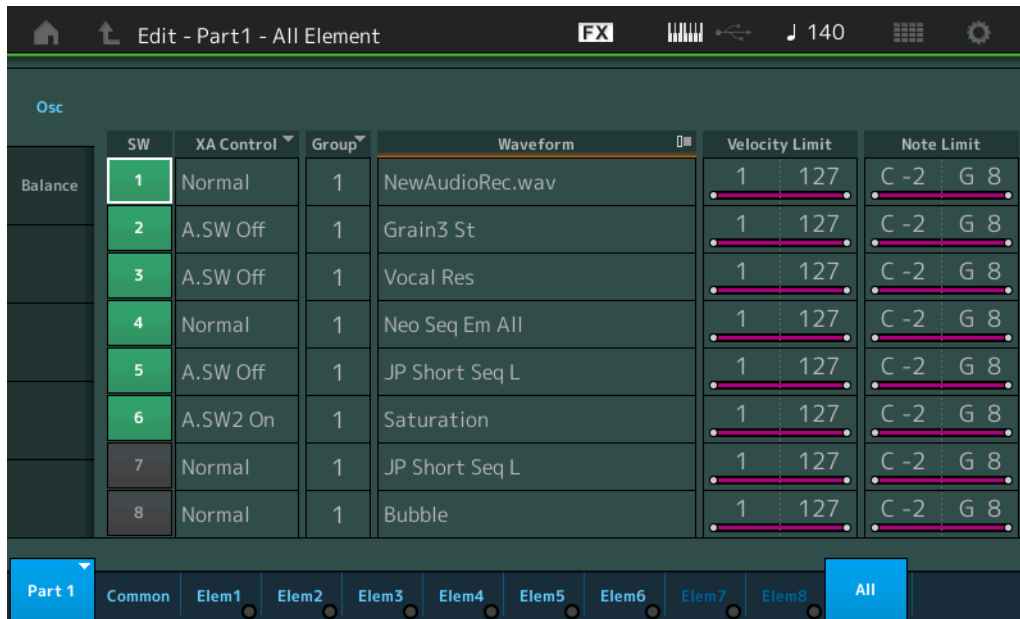 Edit - Part1 - All Element FX 140
Osc
SW XA Control Group Waveform Velocity Limit Note Limit
Balance
1 Normal 1 NewAudioRec.wav 1 127 C -2 G 8
2 A.SW Off 1 Grain3 St 1 127 C -2 G 8
3 A.SW Off 1 Vocal Res 1 127 C -2 G 8
4 Normal 1 Neo Seq Em All 1 127 C -2 G 8
5 A.SW Off 1 JP Short Seq L 1 127 C -2 G 8
6 A.SW2 On 1 Saturation 1 127 C -2 G 8
7 Normal 1 JP Short Seq L 1 127 C -2 G 8
8 Normal 1 Bubble 1 127 C -2 G 8
Part 1 Common Elem1 Elem2 Elem3 Elem4 Elem5 Elem6 Elem7 Elem8 All